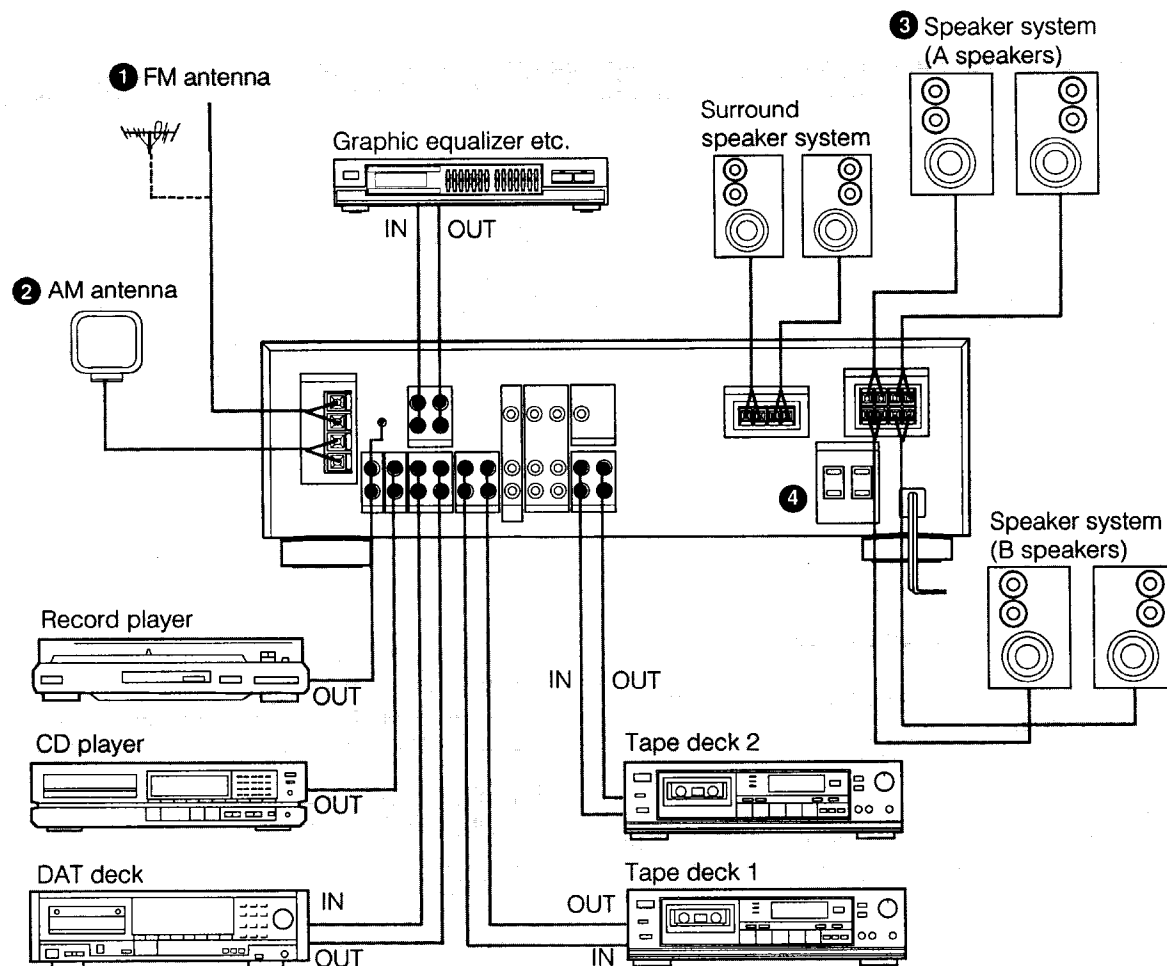 ❸ Speaker system
(A speakers)
❶ FM antenna
Surround
speaker system
Graphic equalizer etc.
IN OUT
❷ AM antenna
❹
Speaker system
(B speakers)
Record player
OUT
IN OUT
CD player
OUT
Tape deck 2
DAT deck
IN
OUT
Tape deck 1
OUT
IN